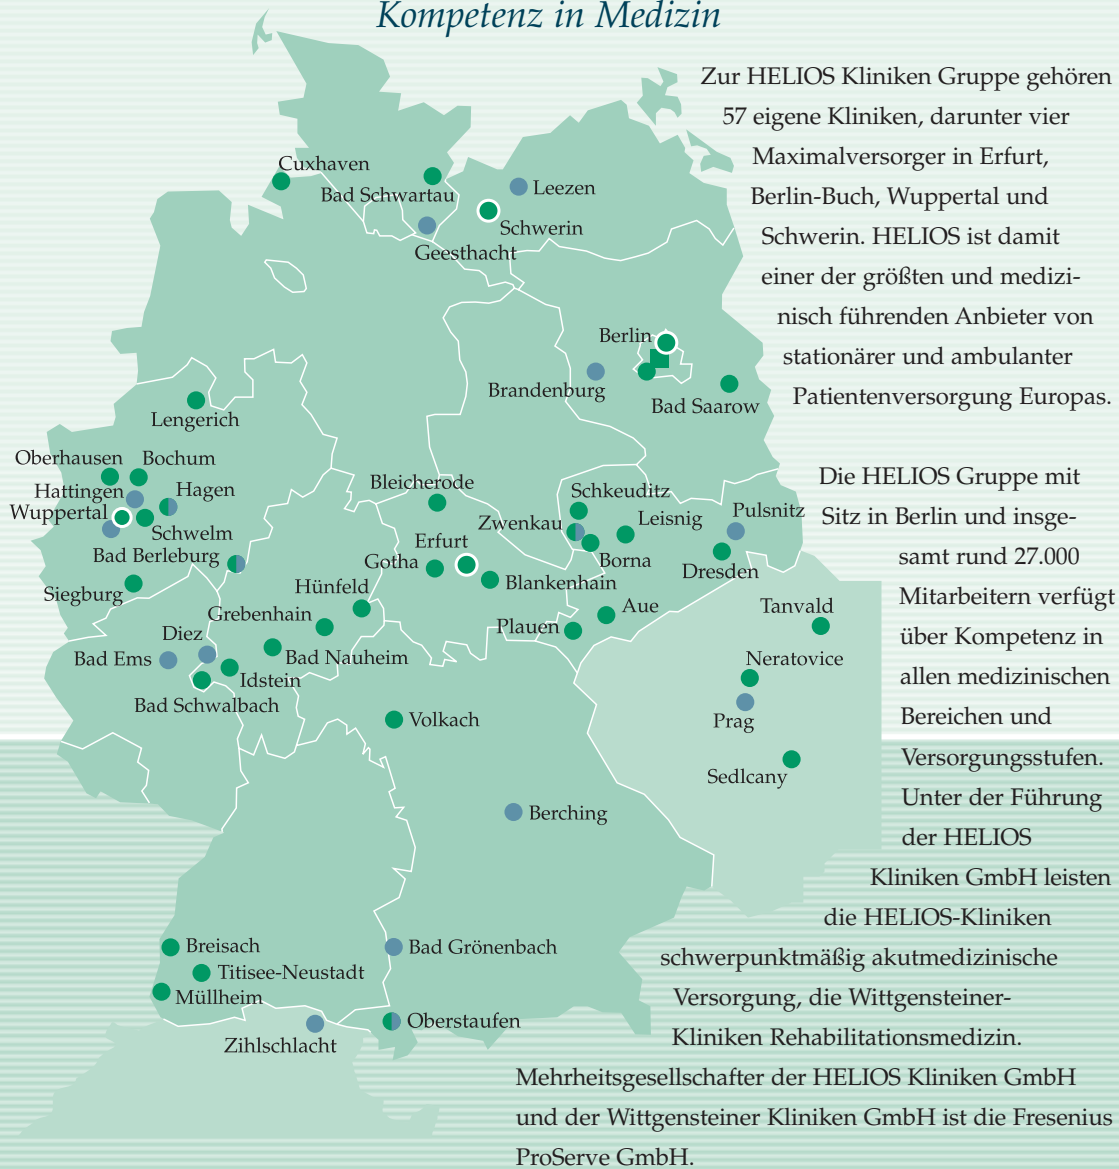 Kompetenz in Medizin
Zur HELIOS Kliniken Gruppe gehören
57 eigene Kliniken, darunter vier
Maximalversorger in Erfurt,
Berlin-Buch, Wuppertal und
Schwerin. HELIOS ist damit
einer der größten und medizi-
nisch führenden Anbieter von
stationärer und ambulanter
Patientenversorgung Europas.
Die HELIOS Gruppe mit
Sitz in Berlin und insge-
samt rund 27.000
Mitarbeitern verfügt
über Kompetenz in
allen medizinischen
Bereichen und
Versorgungsstufen.
Unter der Führung
der HELIOS
Kliniken GmbH leisten
die HELIOS-Kliniken
schwerpunktmäßig akutmedizinische
Versorgung, die Wittgensteiner-
Kliniken Rehabilitationsmedizin.
Mehrheitsgesellschafter der HELIOS Kliniken GmbH
und der Wittgensteiner Kliniken GmbH ist die Fresenius
ProServe GmbH.
Cuxhaven
Bad Schwartau
Leezen
Schwerin
Geesthacht
Berlin
Brandenburg
Bad Saarow
Lengerich
Oberhausen
Bochum
Hattingen
Hagen
Wuppertal
Schwelm
Bad Berleburg
Siegburg
Bleicherode
Schkeuditz
Zwenkau
Leisnig
Pulsnitz
Erfurt
Borna
Gotha
Dresden
Blankenhain
Hünfeld
Aue
Grebenhain
Plauen
Tanvald
Diez
Bad Ems
Bad Nauheim
Neratovice
Idstein
Bad Schwalbach
Prag
Volkach
Sedlcany
Berching
Breisach
Bad Grönenbach
Titisee-Neustadt
Müllheim
Oberstaufen
Zihlschlacht